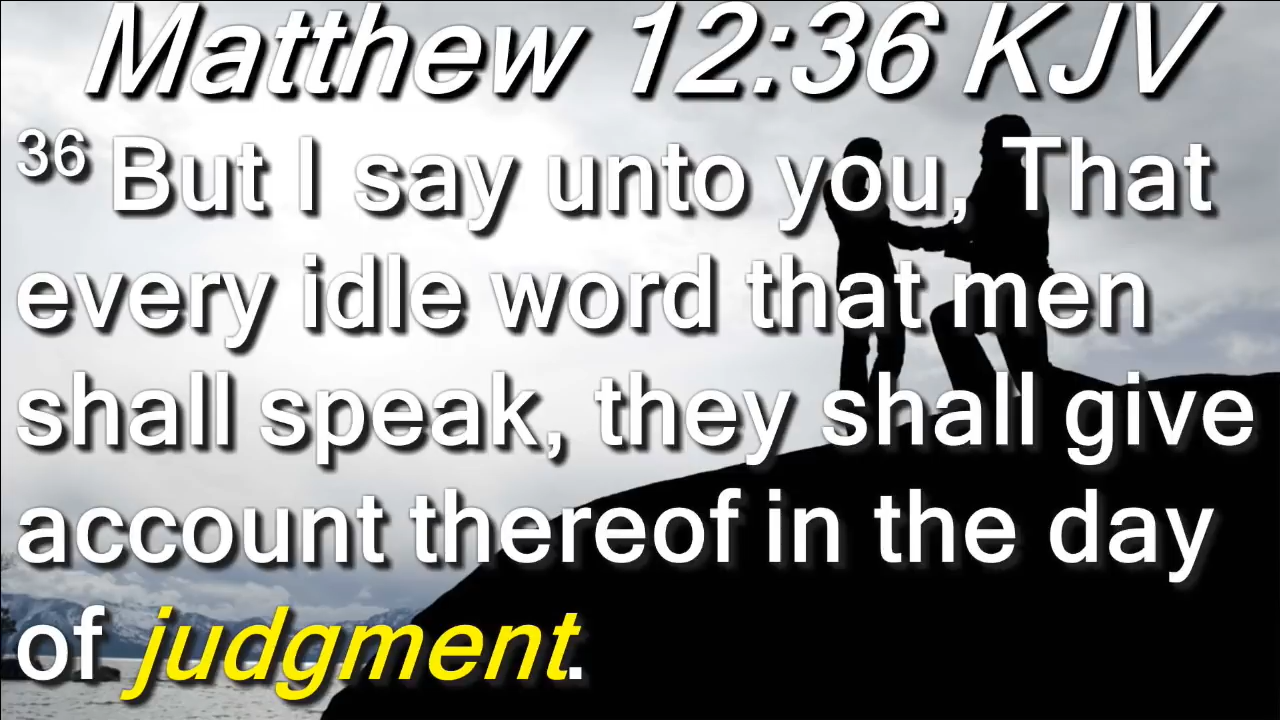 Matthew 12:36 KJV
36 But I say unto you, That
every idle word that men
shall speak, they shall give
account thereof in the day
of judgment.